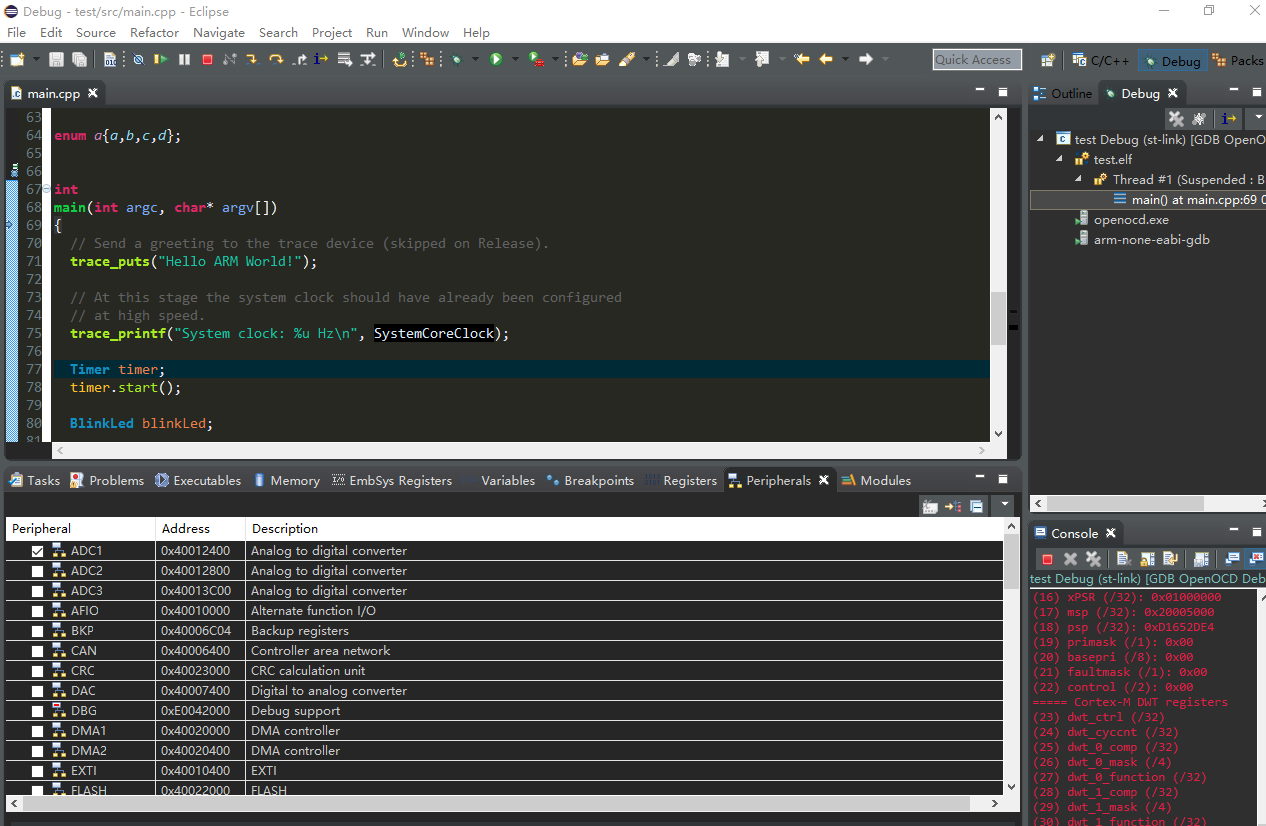 Debug - test/src/main.cpp - Eclipse
File Edit Source Refactor Navigate Search Project Run Window Help
Quick Access
C/C++ Debug Packs
main.cpp
63
64 enum a{a,b,c,d};
65
66
67 int
68 main(int argc, char* argv[])
69 {
70 // Send a greeting to the trace device (skipped on Release).
71 trace_puts("Hello ARM World!");
72
73 // At this stage the system clock should have already been configured
74 // at high speed.
75 trace_printf("System clock: %u Hz\n", SystemCoreClock);
76
77 Timer timer;
78 timer.start();
79
80 BlinkLed blinkLed;
81
Outline Debug
test Debug (st-link) [GDB OpenO
test.elf
Thread #1 (Suspended : B
main() at main.cpp:69 0
openocd.exe
arm-none-eabi-gdb
Tasks Problems Executables Memory EmbSys Registers Variables Breakpoints Registers Peripherals Modules
Peripheral Address Description
ADC1 0x40012400 Analog to digital converter
ADC2 0x40012800 Analog to digital converter
ADC3 0x40013C00 Analog to digital converter
AFIO 0x40010000 Alternate function I/O
BKP 0x40006C04 Backup registers
CAN 0x40006400 Controller area network
CRC 0x40023000 CRC calculation unit
DAC 0x40007400 Digital to analog converter
DBG 0xE0042000 Debug support
DMA1 0x40020000 DMA controller
DMA2 0x40020400 DMA controller
EXTI 0x40010400 EXTI
FLASH 0x40022000 FLASH
Console
test Debug (st-link) [GDB OpenOCD Deb
(16) xPSR (/32): 0x01000000
(17) msp (/32): 0x20005000
(18) psp (/32): 0xD1652DE4
(19) primask (/1): 0x00
(20) basepri (/8): 0x00
(21) faultmask (/1): 0x00
(22) control (/2): 0x00
===== Cortex-M DWT registers
(23) dwt_ctrl (/32)
(24) dwt_cyccnt (/32)
(25) dwt_0_comp (/32)
(26) dwt_0_mask (/4)
(27) dwt_0_function (/32)
(28) dwt_1_comp (/32)
(29) dwt_1_mask (/4)
(30) dwt_1_function (/32)